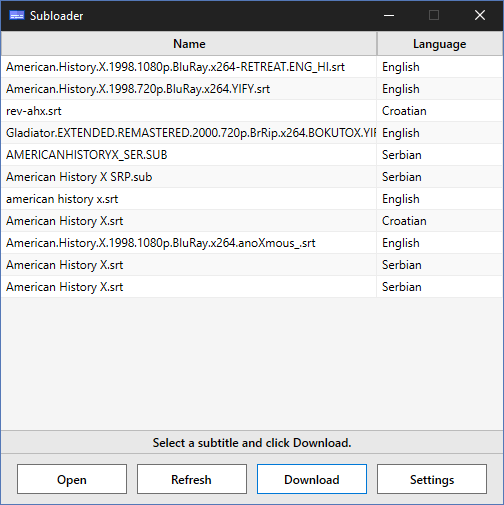 Subloader
Name Language
American.History.X.1998.1080p.BluRay.x264-RETREAT.ENG_HI.srt English
American.History.X.1998.720p.BluRay.x264.YIFY.srt English
rev-ahx.srt Croatian
Gladiator.EXTENDED.REMASTERED.2000.720p.BrRip.x264.BOKUTOX.YIF English
AMERICANHISTORYX_SER.SUB Serbian
American History X SRP.sub Serbian
american history x.srt English
American History X.srt Croatian
American.History.X.1998.1080p.BluRay.x264.anoXmous_.srt English
American History X.srt Serbian
American History X.srt Serbian
Select a subtitle and click Download.
Open Refresh Download Settings